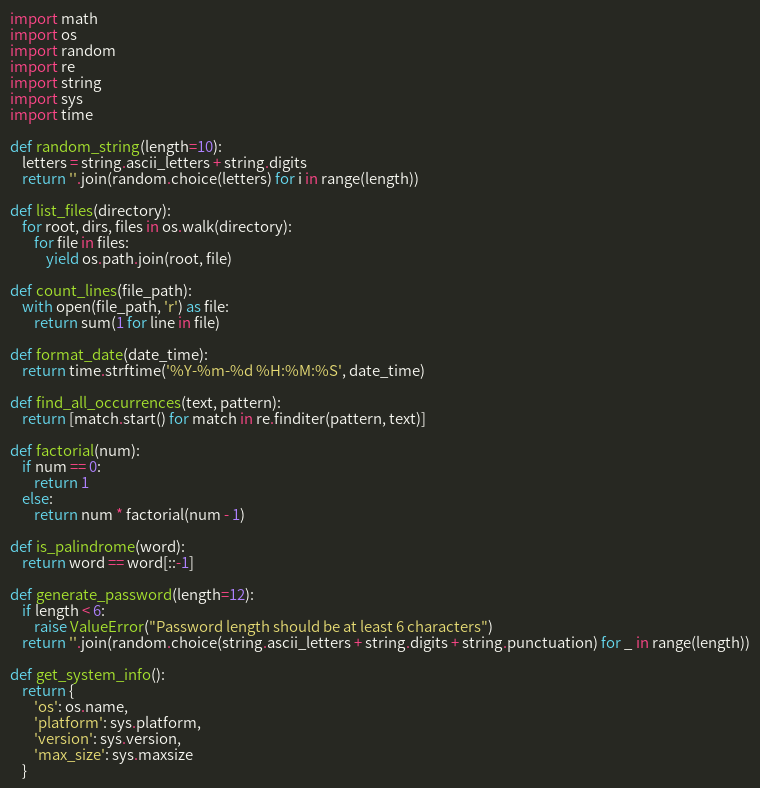 import math
import os
import random
import re
import string
import sys
import time

def random_string(length=10):
    letters = string.ascii_letters + string.digits
    return ''.join(random.choice(letters) for i in range(length))

def list_files(directory):
    for root, dirs, files in os.walk(directory):
        for file in files:
            yield os.path.join(root, file)

def count_lines(file_path):
    with open(file_path, 'r') as file:
        return sum(1 for line in file)

def format_date(date_time):
    return time.strftime('%Y-%m-%d %H:%M:%S', date_time)

def find_all_occurrences(text, pattern):
    return [match.start() for match in re.finditer(pattern, text)]

def factorial(num):
    if num == 0:
        return 1
    else:
        return num * factorial(num - 1)

def is_palindrome(word):
    return word == word[::-1]

def generate_password(length=12):
    if length < 6:
        raise ValueError("Password length should be at least 6 characters")
    return ''.join(random.choice(string.ascii_letters + string.digits + string.punctuation) for _ in range(length))

def get_system_info():
    return {
        'os': os.name,
        'platform': sys.platform,
        'version': sys.version,
        'max_size': sys.maxsize
    }